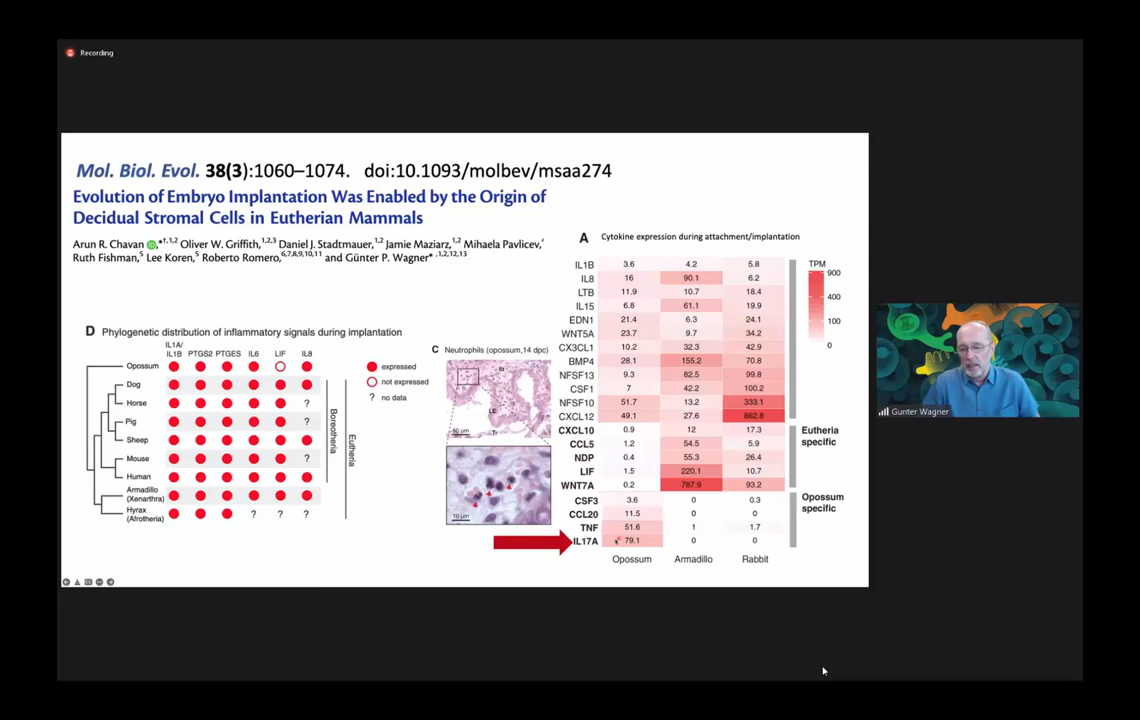 Recording
Mol. Biol. Evol. 38(3):1060–1074. doi:10.1093/molbev/msaa274
Evolution of Embryo Implantation Was Enabled by the Origin of
Decidual Stromal Cells in Eutherian Mammals
Arun R. Chavan ,*†,1,2 Oliver W. Griffith,1,2,3 Daniel J. Stadtmauer,1,2 Jamie Maziarz,1,2 Mihaela Pavlicev,
Ruth Fishman,5 Lee Koren,5 Roberto Romero,6,7,8,9,10,11 and Günter P. Wagner* ,1,2,12,13
D Phylogenetic distribution of inflammatory signals during implantation
IL1A/
IL1B PTGS2 PTGES IL6 LIF IL8
Opossum
Dog
Horse ?
Pig ?
Sheep
Mouse ?
Human
Armadillo
(Xenarthra)
Hyrax
(Afrotheria) ? ? ?
Boreotheria
Eutheria
expressed
not expressed
? no data
C Neutrophils (opossum,14 dpc)
St
LE
Tr
50 μm
10 μm
A Cytokine expression during attachment/implantation
IL1B 3.6 4.2 5.8
IL8 16 90.1 6.2
LTB 11.9 10.7 18.4
IL15 6.8 61.1 19.9
EDN1 21.4 6.3 24.1
WNT5A 23.7 9.7 34.2
CX3CL1 10.2 32.3 42.9
BMP4 28.1 155.2 70.8
NFSF13 9.3 82.5 99.8
CSF1 7 42.2 100.2
NFSF10 51.7 13.2 333.1
CXCL12 49.1 27.6 862.8
CXCL10 0.9 12 17.3
CCL5 1.2 54.5 5.9
NDP 0.4 55.3 26.4
LIF 1.5 220.1 10.7
WNT7A 0.2 787.9 93.2
CSF3 3.6 0 0.3
CCL20 11.5 0 0
TNF 51.6 1 1.7
IL17A 79.1 0 0
Opossum Armadillo Rabbit
TPM
900
400
100
0
Eutheria
specific
Opossum
specific
Gunter Wagner